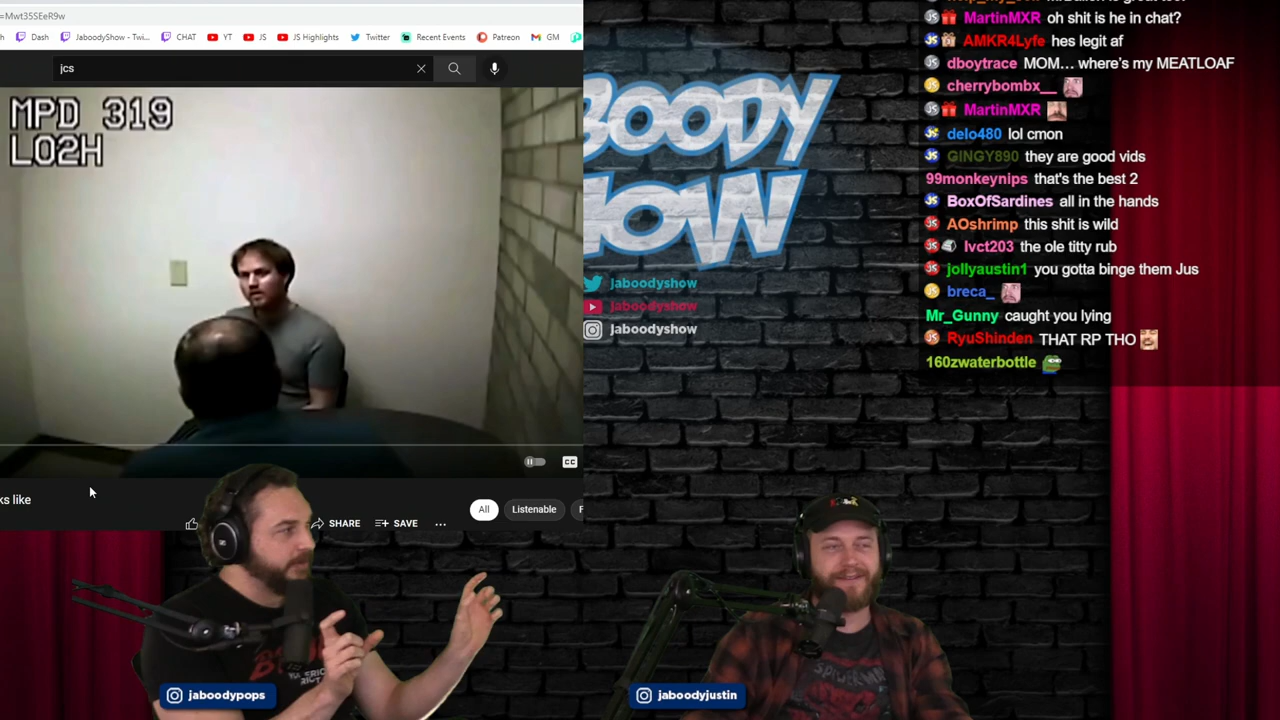 =Mwt35SEeR9w
Dash
JaboodyShow - Twi...
CHAT
YT
JS
JS Highlights
Twitter
Recent Events
Patreon
GM
jcs
MPD 319
L02H
CC
ks like
SHARE
SAVE
...
All
Listenable
BOODY
HOW
jaboodyshow
jaboodyshow
jaboodyshow
MartinMXR oh shit is he in chat?
AMKR4Lyfe hes legit af
dboytrace MOM… where's my MEATLOAF
cherrybombx__
MartinMXR
delo480 lol cmon
GINGY890 they are good vids
99monkeynips that's the best 2
BoxOfSardines all in the hands
AOshrimp this shit is wild
lvct203 the ole titty rub
jollyaustin1 you gotta binge them Jus
breca_
Mr_Gunny caught you lying
RyuShinden THAT RP THO
160zwaterbottle
jaboodypops
jaboodyjustin